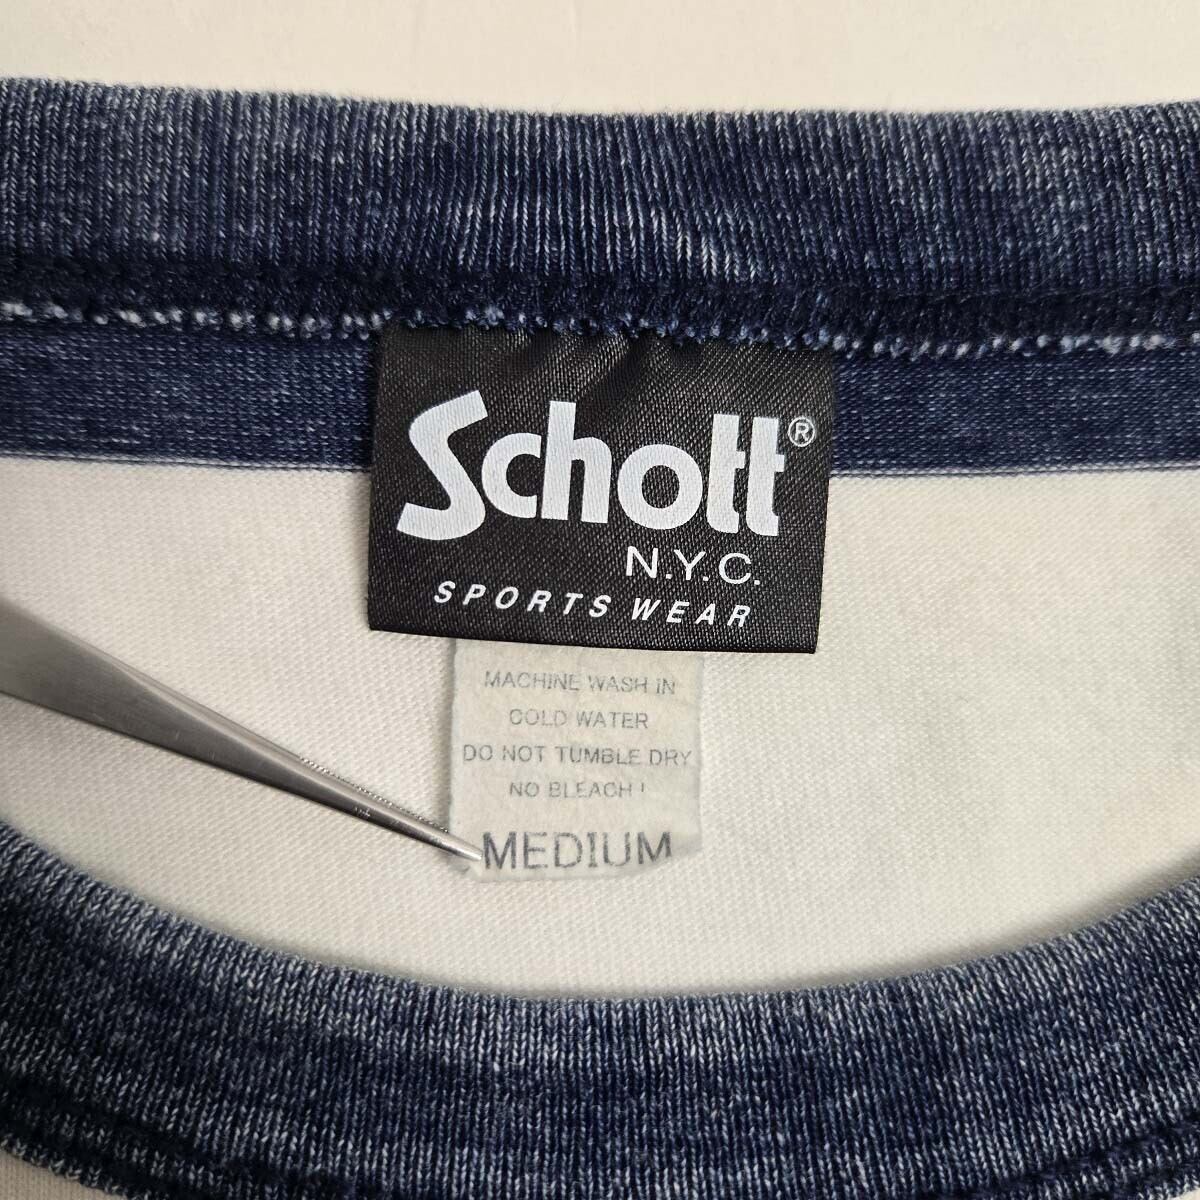 Schott®
N.Y.C.
SPORTS WEAR
MACHINE WASH IN
COLD WATER
DO NOT TUMBLE DRY
NO BLEACH!
MEDIUM